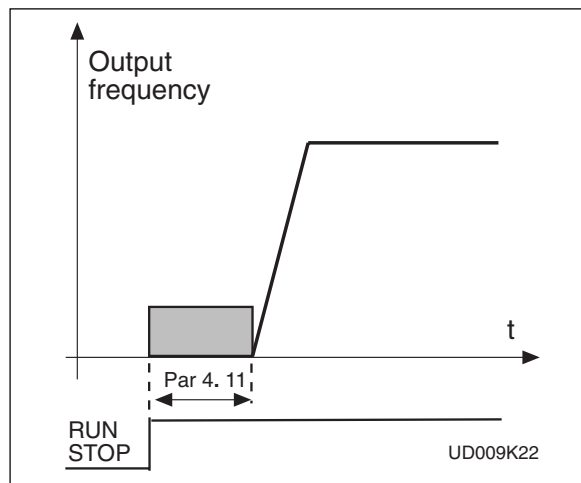 Output
frequency
t
Par 4. 11
RUN
STOP
UD009K22